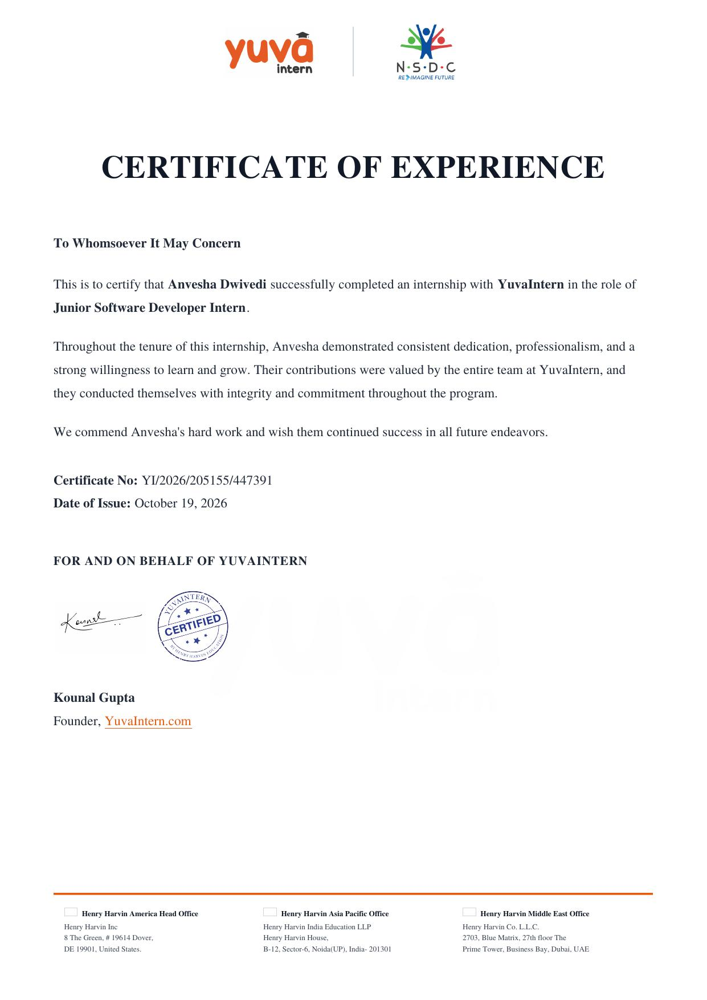 yuva
intern
N·S·D·C
RE IMAGINE FUTURE
CERTIFICATE OF EXPERIENCE
To Whomsoever It May Concern
This is to certify that Anvesha Dwivedi successfully completed an internship with YuvaIntern in the role of
Junior Software Developer Intern.
Throughout the tenure of this internship, Anvesha demonstrated consistent dedication, professionalism, and a
strong willingness to learn and grow. Their contributions were valued by the entire team at YuvaIntern, and
they conducted themselves with integrity and commitment throughout the program.
We commend Anvesha's hard work and wish them continued success in all future endeavors.
Certificate No: YI/2026/205155/447391
Date of Issue: October 19, 2026
FOR AND ON BEHALF OF YUVAINTERN
Kounal
YUVAINTERN
CERTIFIED
BY HENRY HARVIN EDUCATION
yuva
intern
Kounal Gupta
Founder, YuvaIntern.com
Henry Harvin America Head Office
Henry Harvin Inc
8 The Green, # 19614 Dover,
DE 19901, United States.
Henry Harvin Asia Pacific Office
Henry Harvin India Education LLP
Henry Harvin House,
B-12, Sector-6, Noida(UP), India- 201301
Henry Harvin Middle East Office
Henry Harvin Co. L.L.C.
2703, Blue Matrix, 27th floor The
Prime Tower, Business Bay, Dubai, UAE